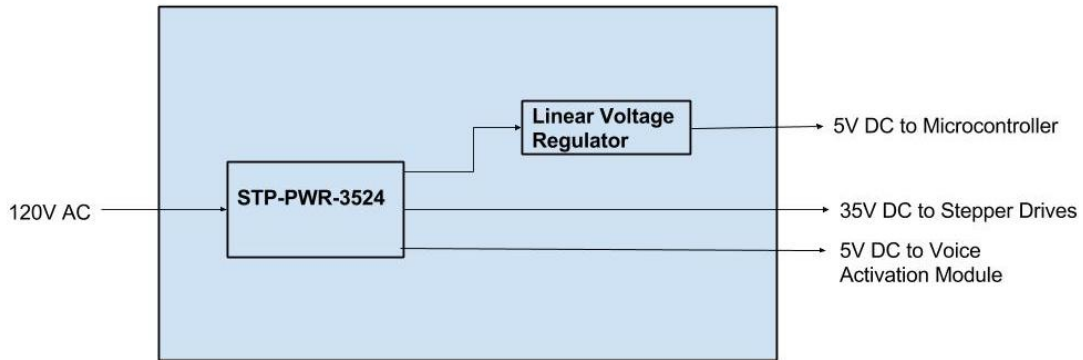 Linear Voltage
Regulator
5V DC to Microcontroller
STP-PWR-3524
120V AC
35V DC to Stepper Drives
5V DC to Voice
Activation Module